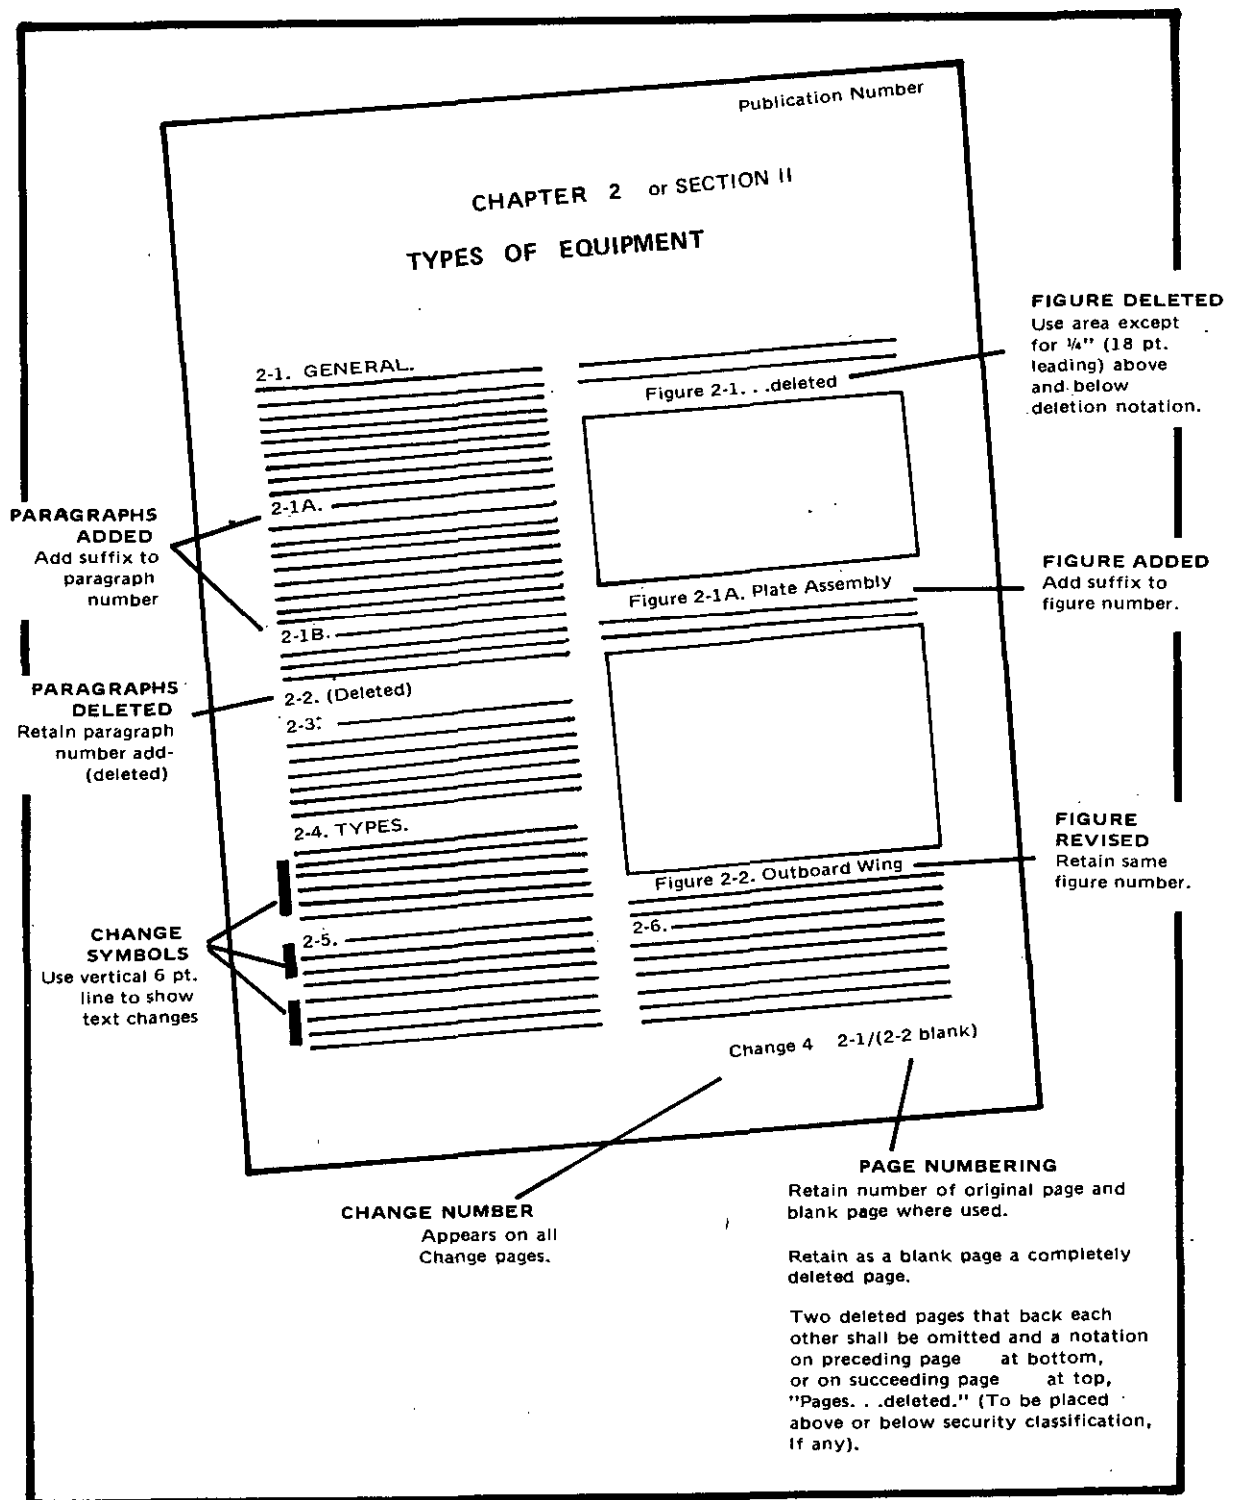 Publication Number
CHAPTER 2 or SECTION II
TYPES OF EQUIPMENT
2-1. GENERAL.
2-1A.
2-1B.
2-2. (Deleted)
2-3.
2-4. TYPES.
2-5.
Figure 2-1. . .deleted
Figure 2-1A. Plate Assembly
Figure 2-2. Outboard Wing
2-6.
Change 4 2-1/(2-2 blank)
PARAGRAPHS
ADDED
Add suffix to
paragraph
number
PARAGRAPHS
DELETED
Retain paragraph
number add-
(deleted)
CHANGE
SYMBOLS
Use vertical 6 pt.
line to show
text changes
FIGURE DELETED
Use area except
for ¼" (18 pt.
leading) above
and below
deletion notation.
FIGURE ADDED
Add suffix to
figure number.
FIGURE
REVISED
Retain same
figure number.
CHANGE NUMBER
Appears on all
Change pages.
PAGE NUMBERING
Retain number of original page and
blank page where used.
Retain as a blank page a completely
deleted page.
Two deleted pages that back each
other shall be omitted and a notation
on preceding page at bottom,
or on succeeding page at top,
"Pages. . .deleted." (To be placed
above or below security classification,
If any).